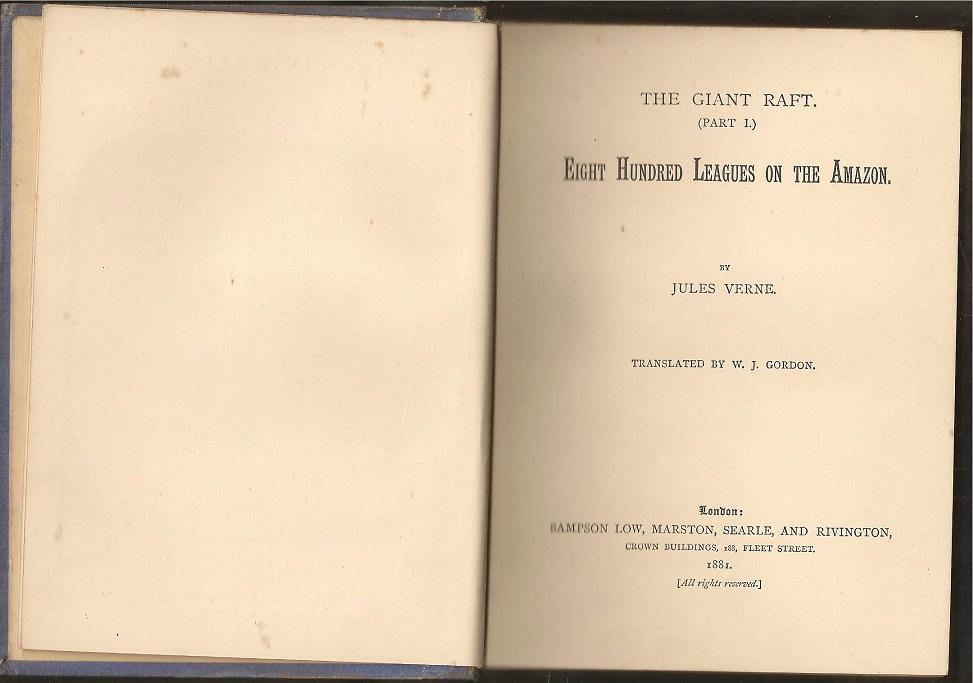 THE GIANT RAFT.
(PART I.)
EIGHT HUNDRED LEAGUES ON THE AMAZON.
BY
JULES VERNE.
TRANSLATED BY W. J. GORDON.
London:
SAMPSON LOW, MARSTON, SEARLE, AND RIVINGTON,
CROWN BUILDINGS, 188, FLEET STREET.
1881.
[All rights reserved.]